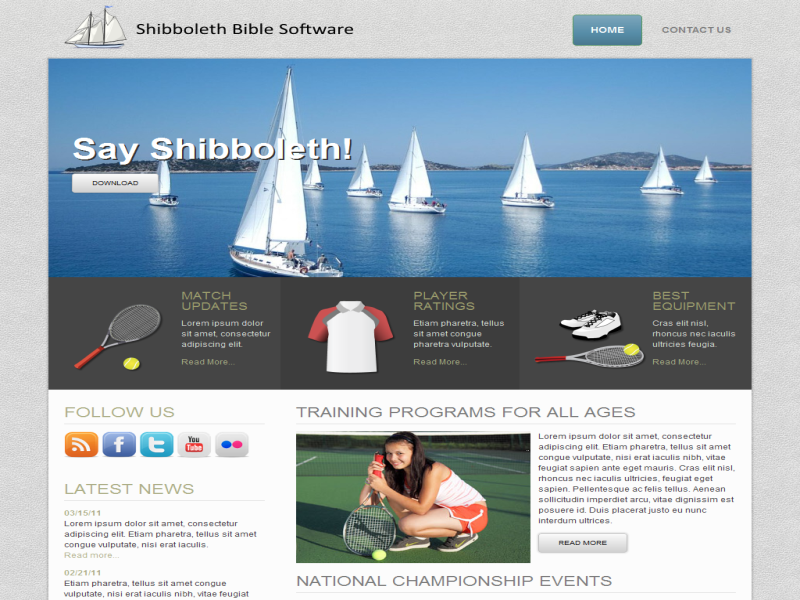 Shibboleth Bible Software
HOME
CONTACT US
Say Shibboleth!
DOWNLOAD
MATCH
UPDATES
Lorem ipsum dolor
sit amet, consectetur
adipiscing elit.
Read More...
PLAYER
RATINGS
Etiam pharetra, tellus
sit amet congue
pharetra vulputate.
Read More...
BEST
EQUIPMENT
Cras elit nisl,
rhoncus nec iaculis
ultricies feugia.
Read More...
FOLLOW US
You
Tube
LATEST NEWS
03/15/11
Lorem ipsum dolor sit amet, consectetur
adipiscing elit. Etiam pharetra, tellus sit amet
congue vulputate, nisi erat iaculis.
Read more...
02/21/11
Etiam pharetra, tellus sit amet congue
vulputate, nisi erat iaculis nibh, vitae feugiat
TRAINING PROGRAMS FOR ALL AGES
Lorem ipsum dolor sit amet, consectetur
adipiscing elit. Etiam pharetra, tellus sit amet
congue vulputate, nisi erat iaculis nibh, vitae
feugiat sapien ante eget mauris. Cras elit nisl,
rhoncus nec iaculis ultricies, feugiat eget
sapien. Pellentesque ac felis tellus. Aenean
sollicitudin imperdiet arcu, vitae dignissim est
posuere id. Duis placerat justo eu nunc
interdum ultrices.
READ MORE
NATIONAL CHAMPIONSHIP EVENTS